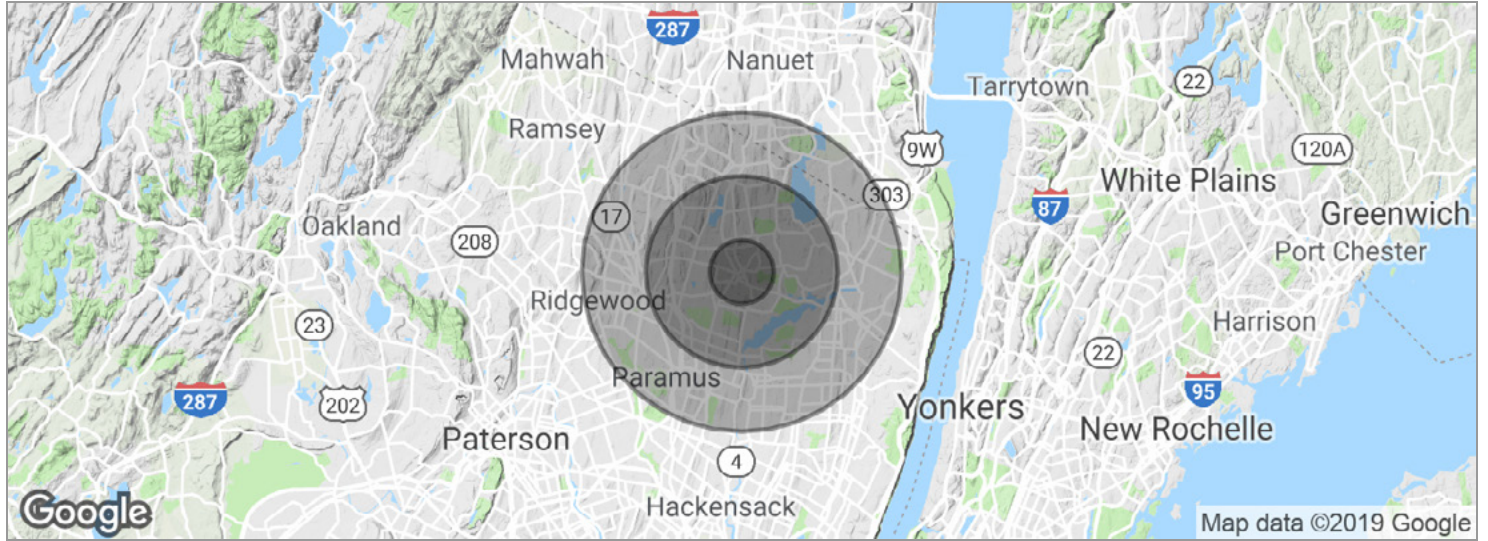 287
Mahwah
Nanuet
Tarrytown
22
Ramsey
9W
120A
White Plains
303
87
17
Greenwich
Oakland
208
Port Chester
Ridgewood
23
Harrison
22
Paramus
287
202
95
Yonkers
New Rochelle
Paterson
4
Hackensack
Google
Map data ©2019 Google